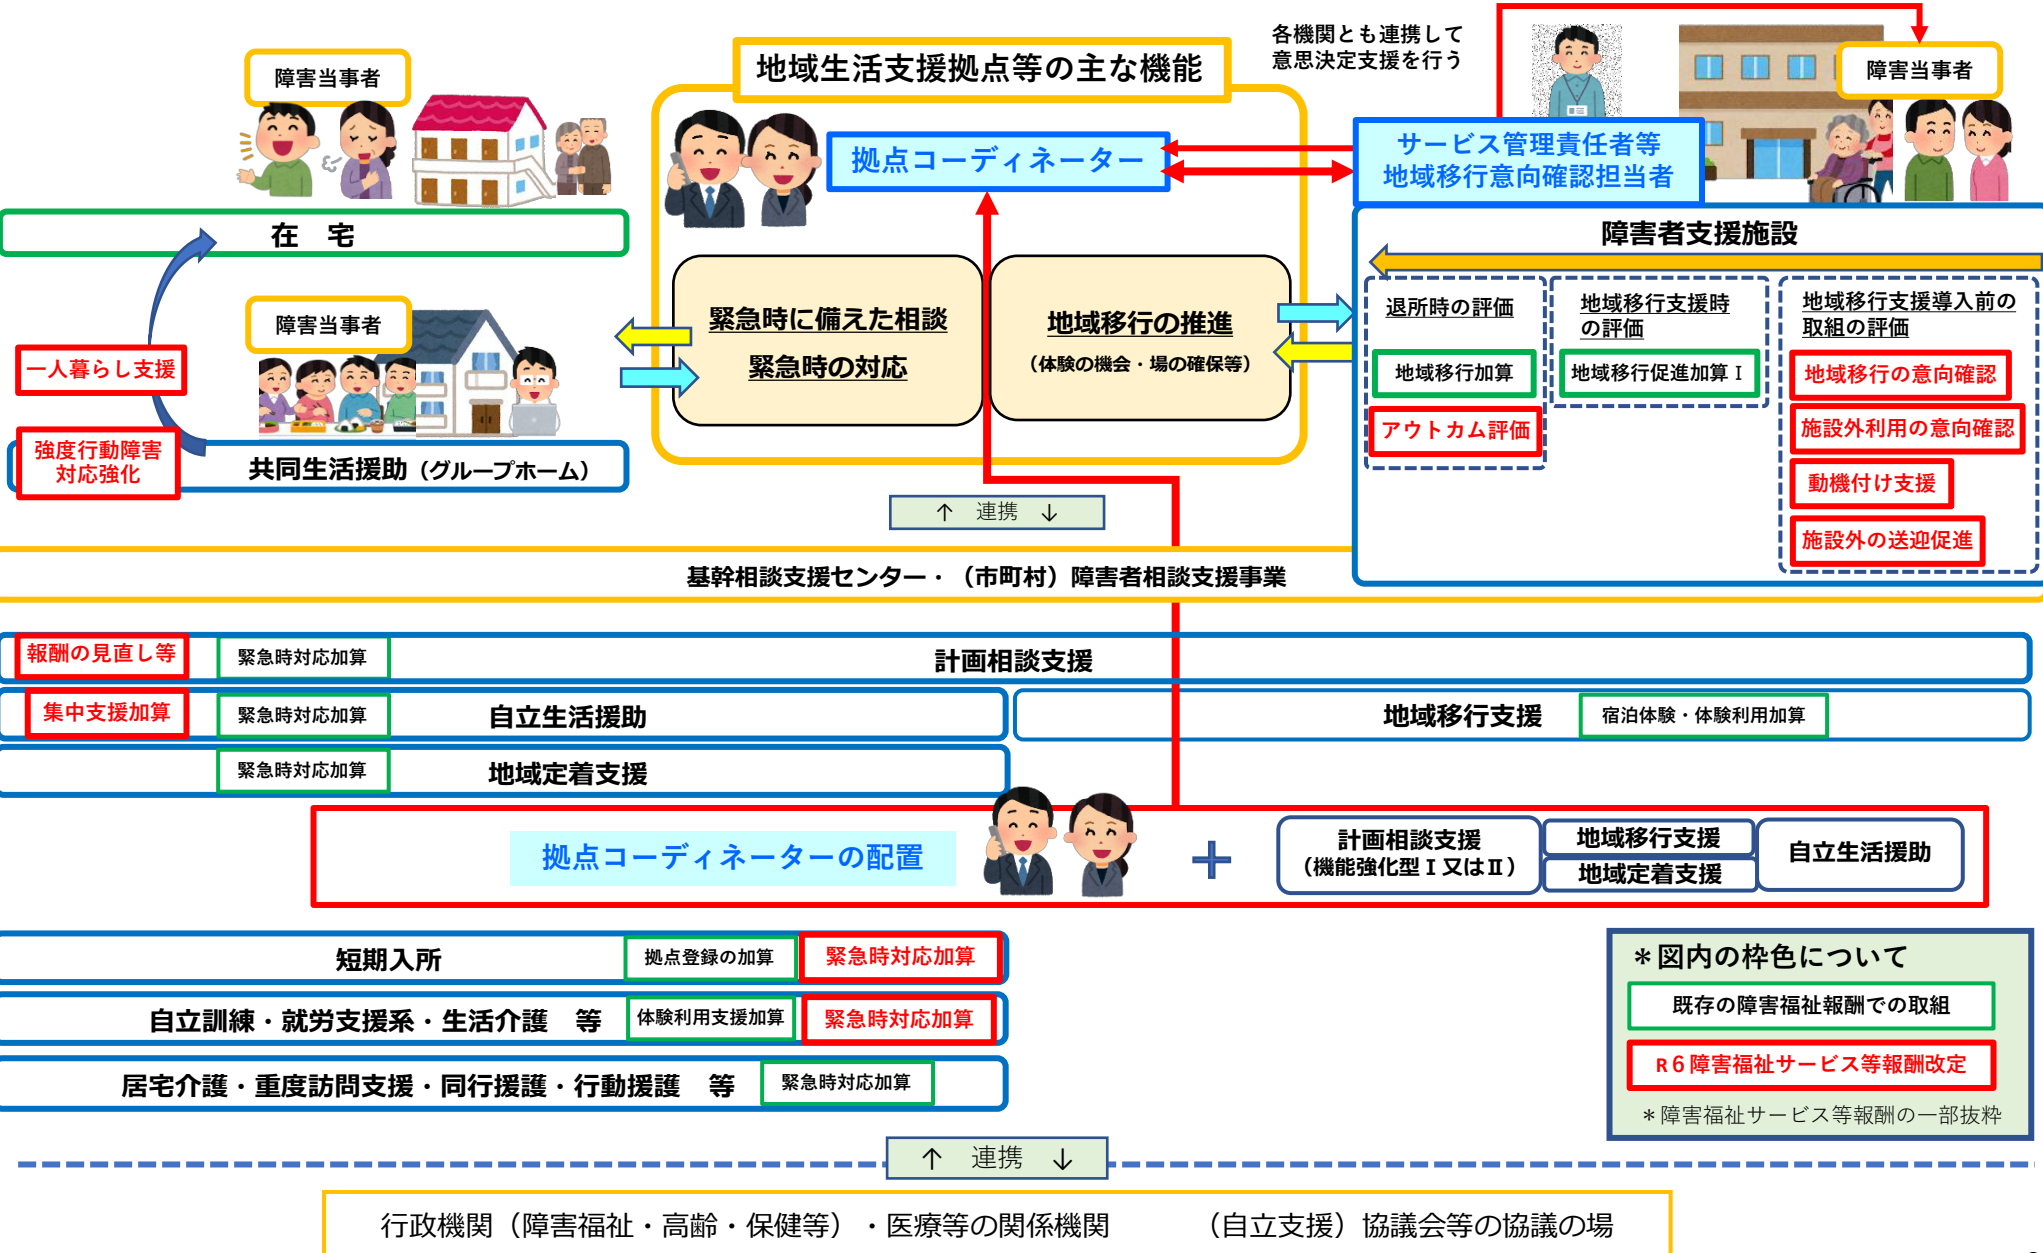 地域生活支援拠点等の主な機能
各機関とも連携して
意思決定支援を行う
障害当事者
障害当事者
拠点コーディネーター
サービス管理責任者等
地域移行意向確認担当者
在　宅
障害者支援施設
障害当事者
一人暮らし支援
強度行動障害
対応強化
共同生活援助（グループホーム）
緊急時に備えた相談
緊急時の対応
地域移行の推進
（体験の機会・場の確保等）
退所時の評価
地域移行加算
アウトカム評価
地域移行支援時
の評価
地域移行促進加算Ⅰ
地域移行支援導入前の
取組の評価
地域移行の意向確認
施設外利用の意向確認
動機付け支援
施設外の送迎促進
↑　連携　↓
基幹相談支援センター・（市町村）障害者相談支援事業
報酬の見直し等
緊急時対応加算
計画相談支援
集中支援加算
緊急時対応加算
自立生活援助
地域移行支援
宿泊体験・体験利用加算
緊急時対応加算
地域定着支援
拠点コーディネーターの配置
＋
計画相談支援
（機能強化型Ⅰ又はⅡ）
地域移行支援
地域定着支援
自立生活援助
短期入所
拠点登録の加算
緊急時対応加算
自立訓練・就労支援系・生活介護　等
体験利用支援加算
緊急時対応加算
居宅介護・重度訪問支援・同行援護・行動援護　等
緊急時対応加算
＊図内の枠色について
既存の障害福祉報酬での取組
R６障害福祉サービス等報酬改定
＊障害福祉サービス等報酬の一部抜粋
↑　連携　↓
行政機関（障害福祉・高齢・保健等）・医療等の関係機関　　　（自立支援）協議会等の協議の場